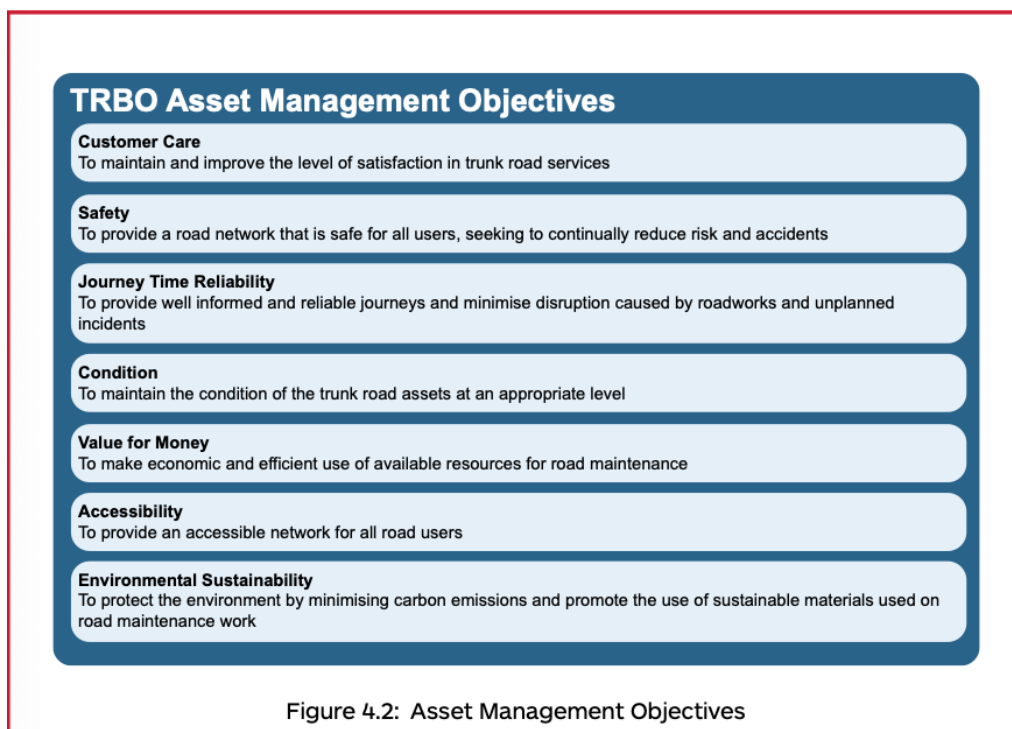 TRBO Asset Management Objectives
Customer Care
To maintain and improve the level of satisfaction in trunk road services
Safety
To provide a road network that is safe for all users, seeking to continually reduce risk and accidents
Journey Time Reliability
To provide well informed and reliable journeys and minimise disruption caused by roadworks and unplanned
incidents
Condition
To maintain the condition of the trunk road assets at an appropriate level
Value for Money
To make economic and efficient use of available resources for road maintenance
Accessibility
To provide an accessible network for all road users
Environmental Sustainability
To protect the environment by minimising carbon emissions and promote the use of sustainable materials used on
road maintenance work
Figure 4.2: Asset Management Objectives